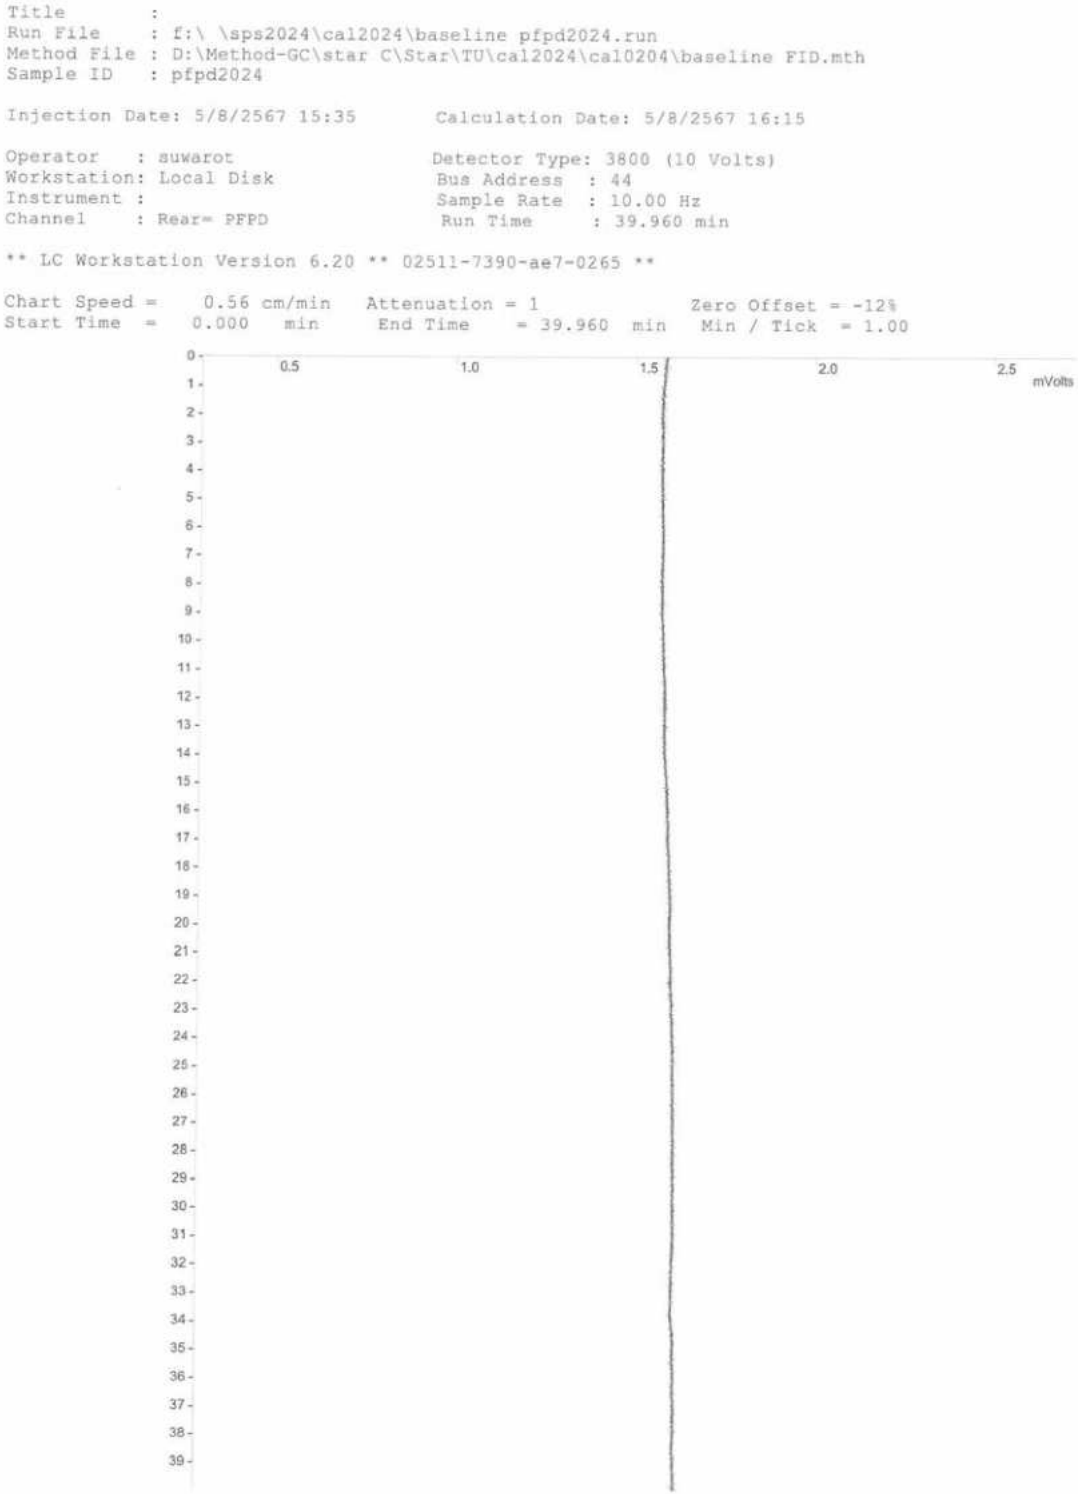 Title       :
Run File    : f:\ \sps2024\cal2024\baseline pfpd2024.run
Method File : D:\Method-GC\star C\Star\TU\cal2024\cal0204\baseline FID.mth
Sample ID   : pfpd2024
Injection Date: 5/8/2567 15:35    Calculation Date: 5/8/2567 16:15
Operator    : suwarot    Detector Type: 3800 (10 Volts)
Workstation: Local Disk    Bus Address  : 44
Instrument :    Sample Rate  : 10.00 Hz
Channel     : Rear= PFPD    Run Time     : 39.960 min
** LC Workstation Version 6.20 ** 02511-7390-ae7-0265 **
Chart Speed =   0.56 cm/min   Attenuation = 1   Zero Offset = -12%
Start Time  =   0.000   min   End Time    = 39.960  min   Min / Tick  = 1.00
0
0.5 1.0 1.5 2.0 2.5
mVolts
1
2
3
4
5
6
7
8
9
10
11
12
13
14
15
16
17
18
19
20
21
22
23
24
25
26
27
28
29
30
31
32
33
34
35
36
37
38
39